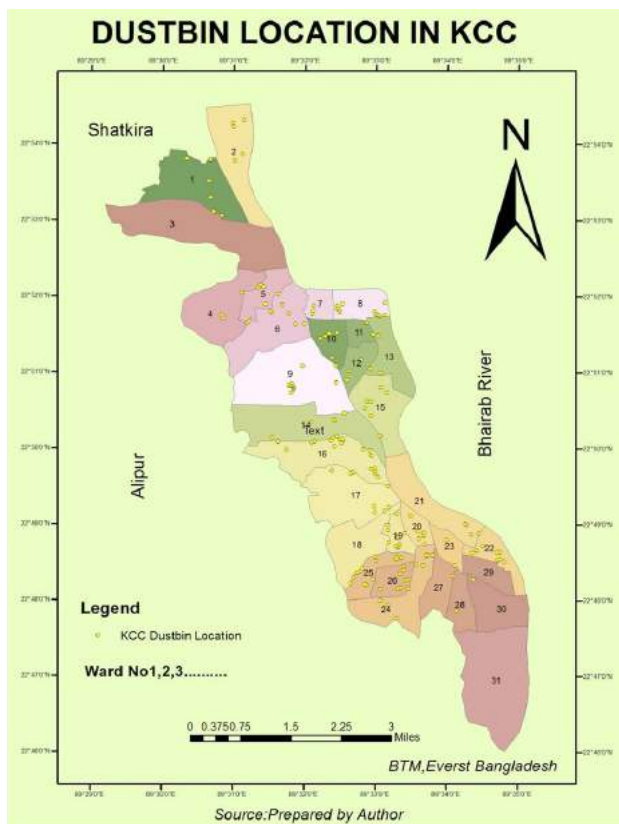 DUSTBIN LOCATION IN KCC
N
Shatkira
2
1
3
4
5
6
7
8
9
10
11
12
13
14
Text
15
16
17
18
19
20
21
22
23
24
25
26
27
28
29
30
31
Bhairab River
Alipur
Legend
KCC Dustbin Location
Ward No1,2,3.........
0 0.375 0.75 1.5 2.25 3
Miles
BTM,Everst Bangladesh
Source:Prepared by Author